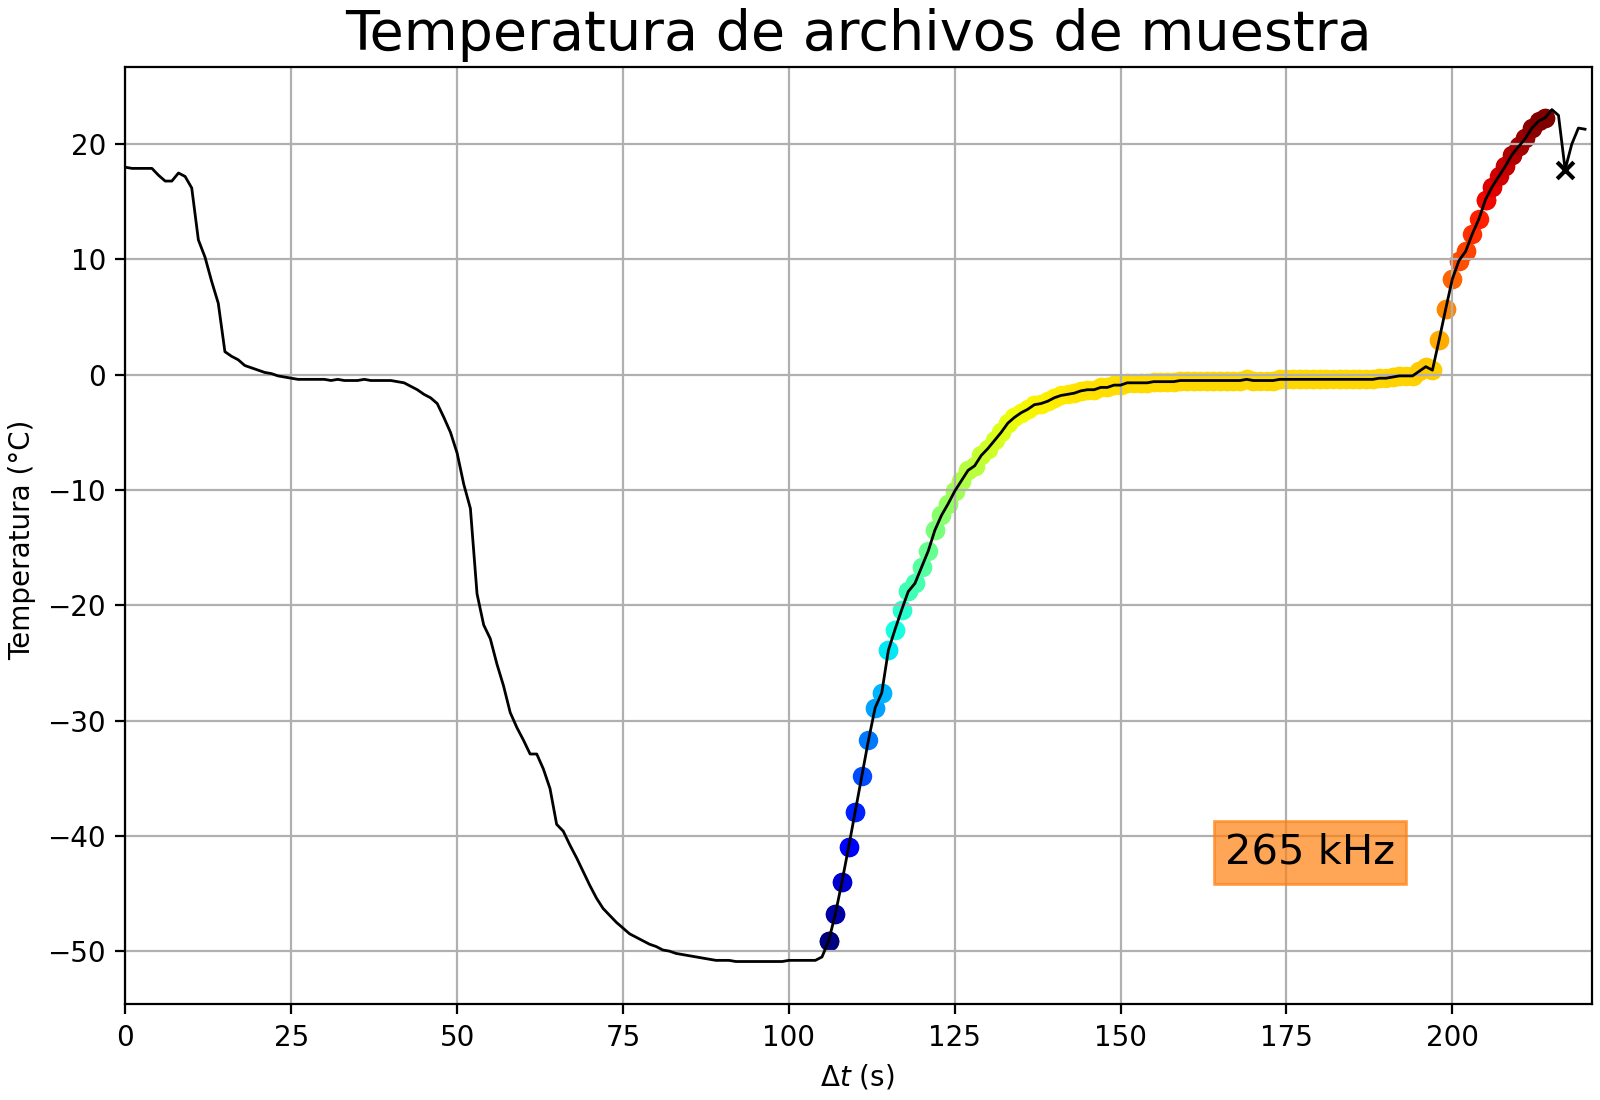 Temperatura de archivos de muestra
Temperatura (°C)
20
10
0
−10
−20
−30
−40
−50
265 kHz
0 25 50 75 100 125 150 175 200
Δt (s)